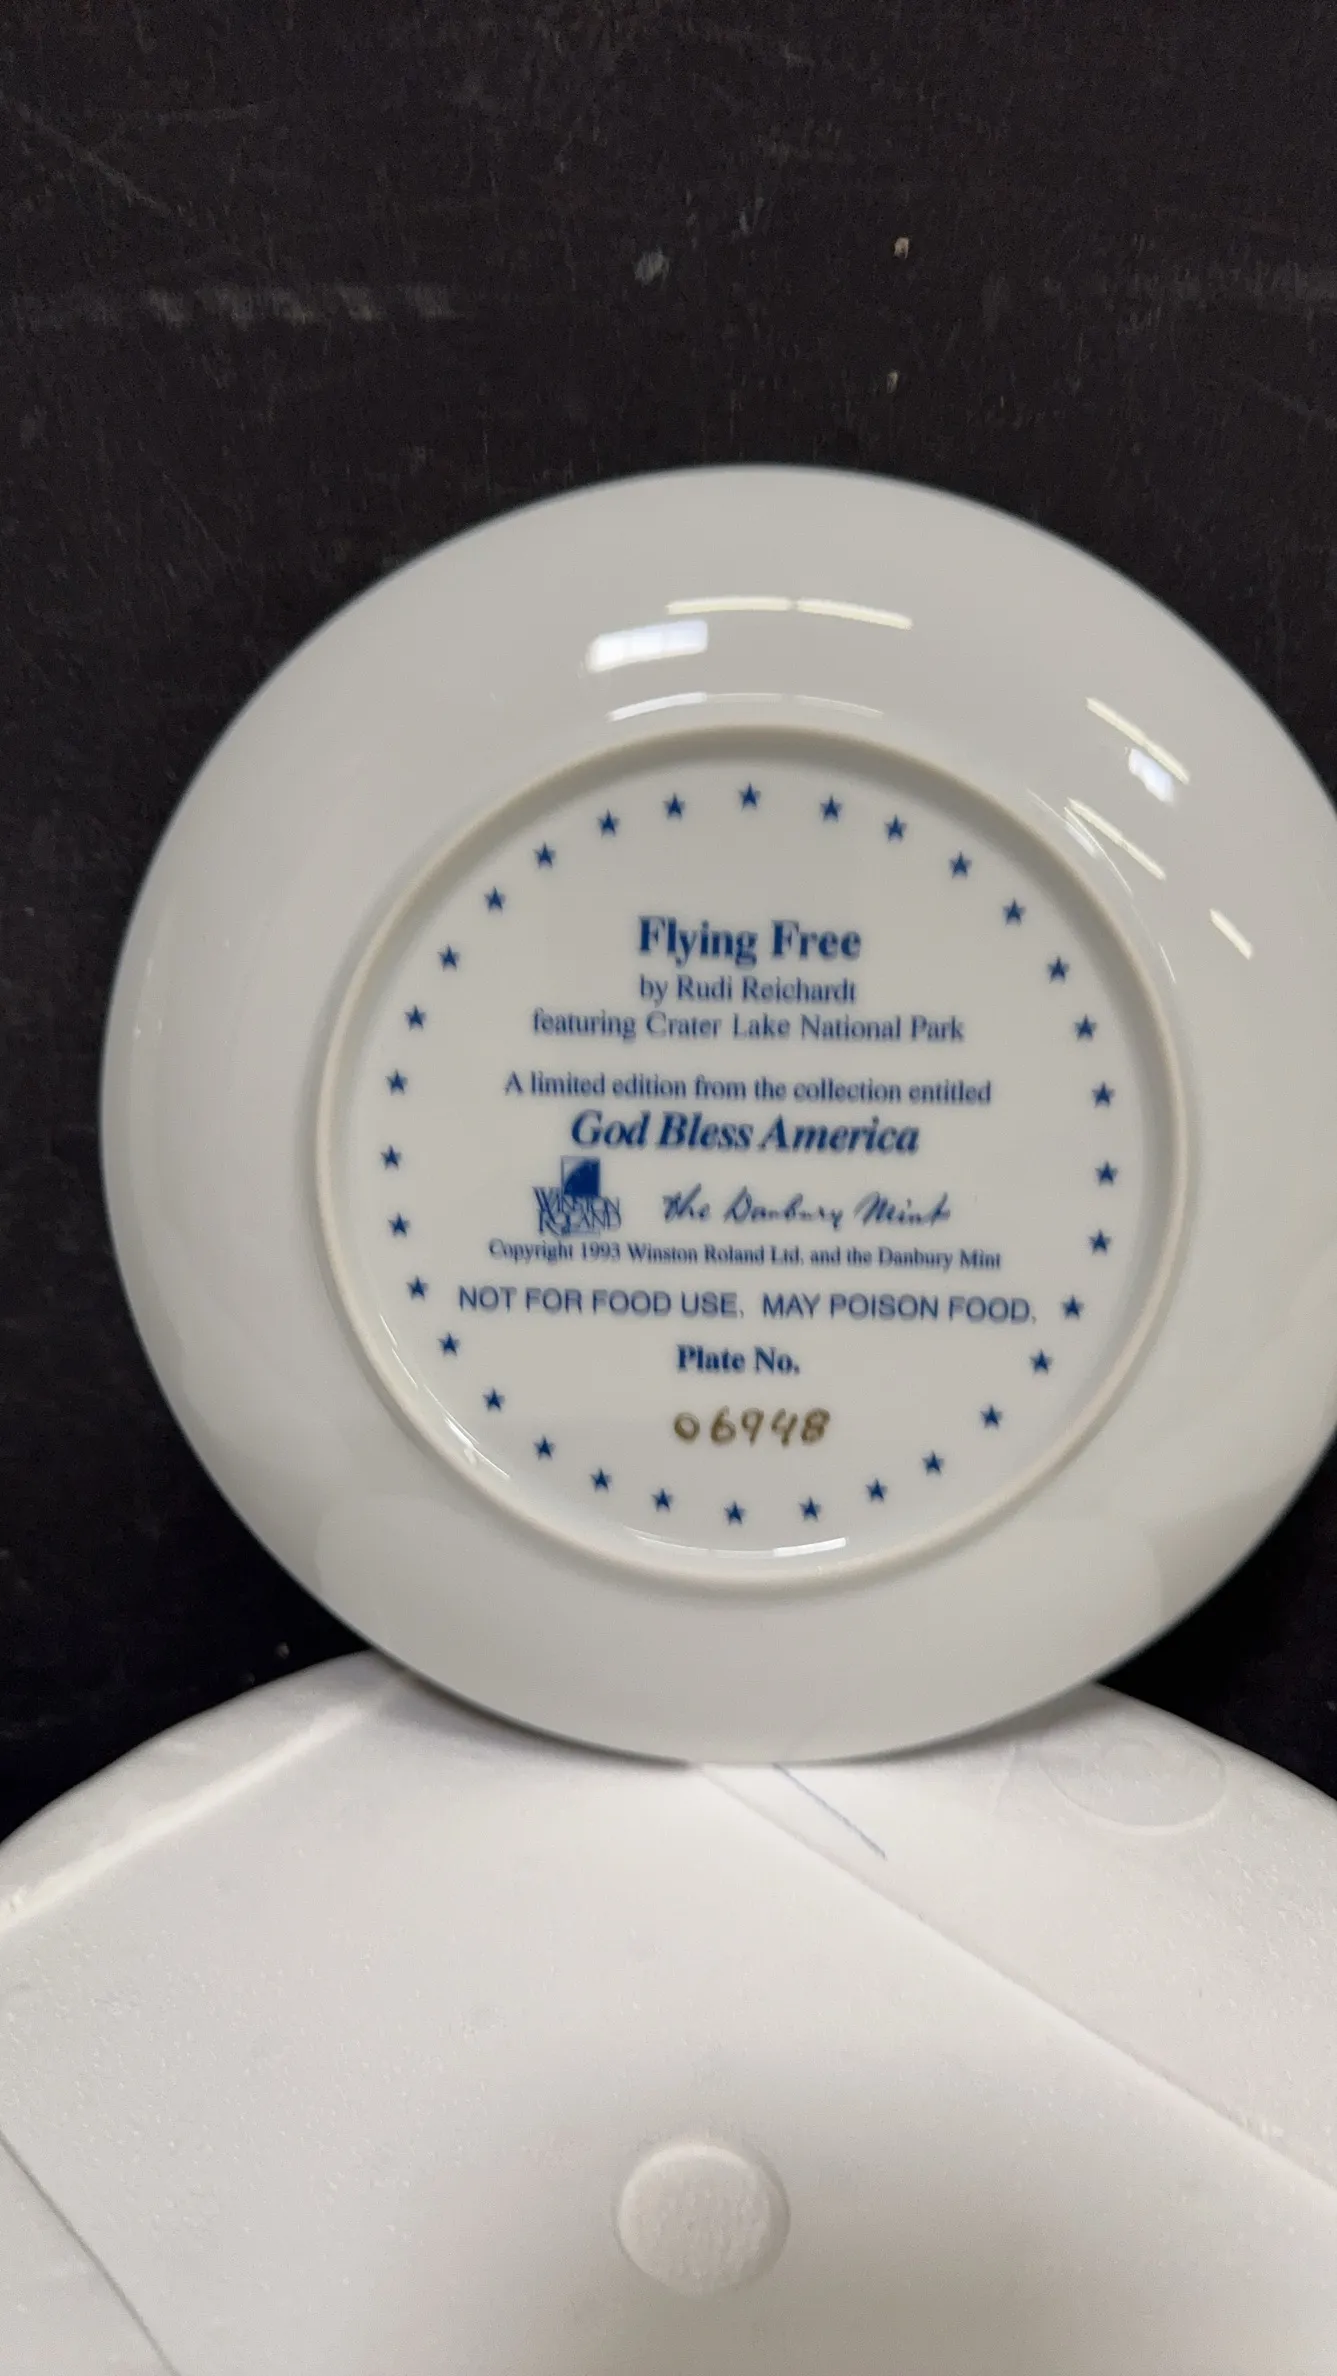 Flying Free
by Rudi Reichardt
featuring Crater Lake National Park
A limited edition from the collection entitled
God Bless America
WINSTON
ROLAND
the Danbury Mint
Copyright 1993 Winston Roland Ltd. and the Danbury Mint
NOT FOR FOOD USE. MAY POISON FOOD.
Plate No.
06948